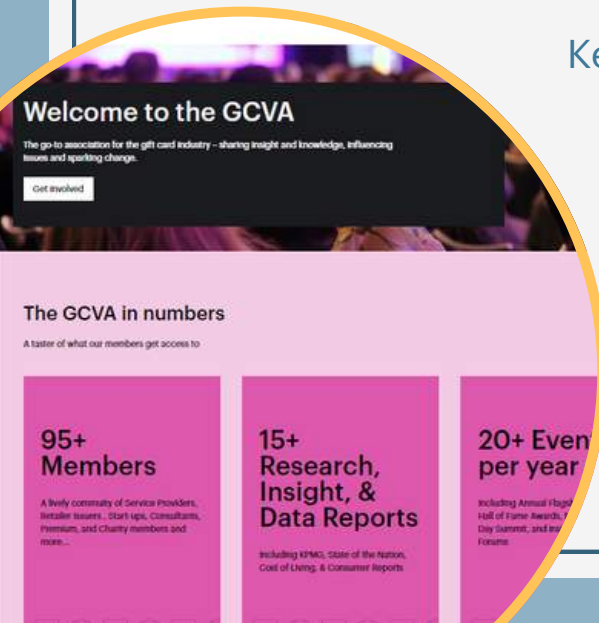 Ke
Welcome to the GCVA
The go-to association for the gift card industry – sharing insight and knowledge, influencing
issues and sparking change.
Get Involved
The GCVA in numbers
A taster of what our members get access to
95+
Members
A lively community of Service Providers,
Retailer Issuers, Start-ups, Consultants,
Premium, and Charity members and
more...
15+
Research,
Insight, &
Data Reports
Including KPMG, State of the Nation,
Cost of Living, & Consumer Reports
20+ Even
per year
Including Annual Flags
Hall of Fame Awards,
Day Summit, and
Forums